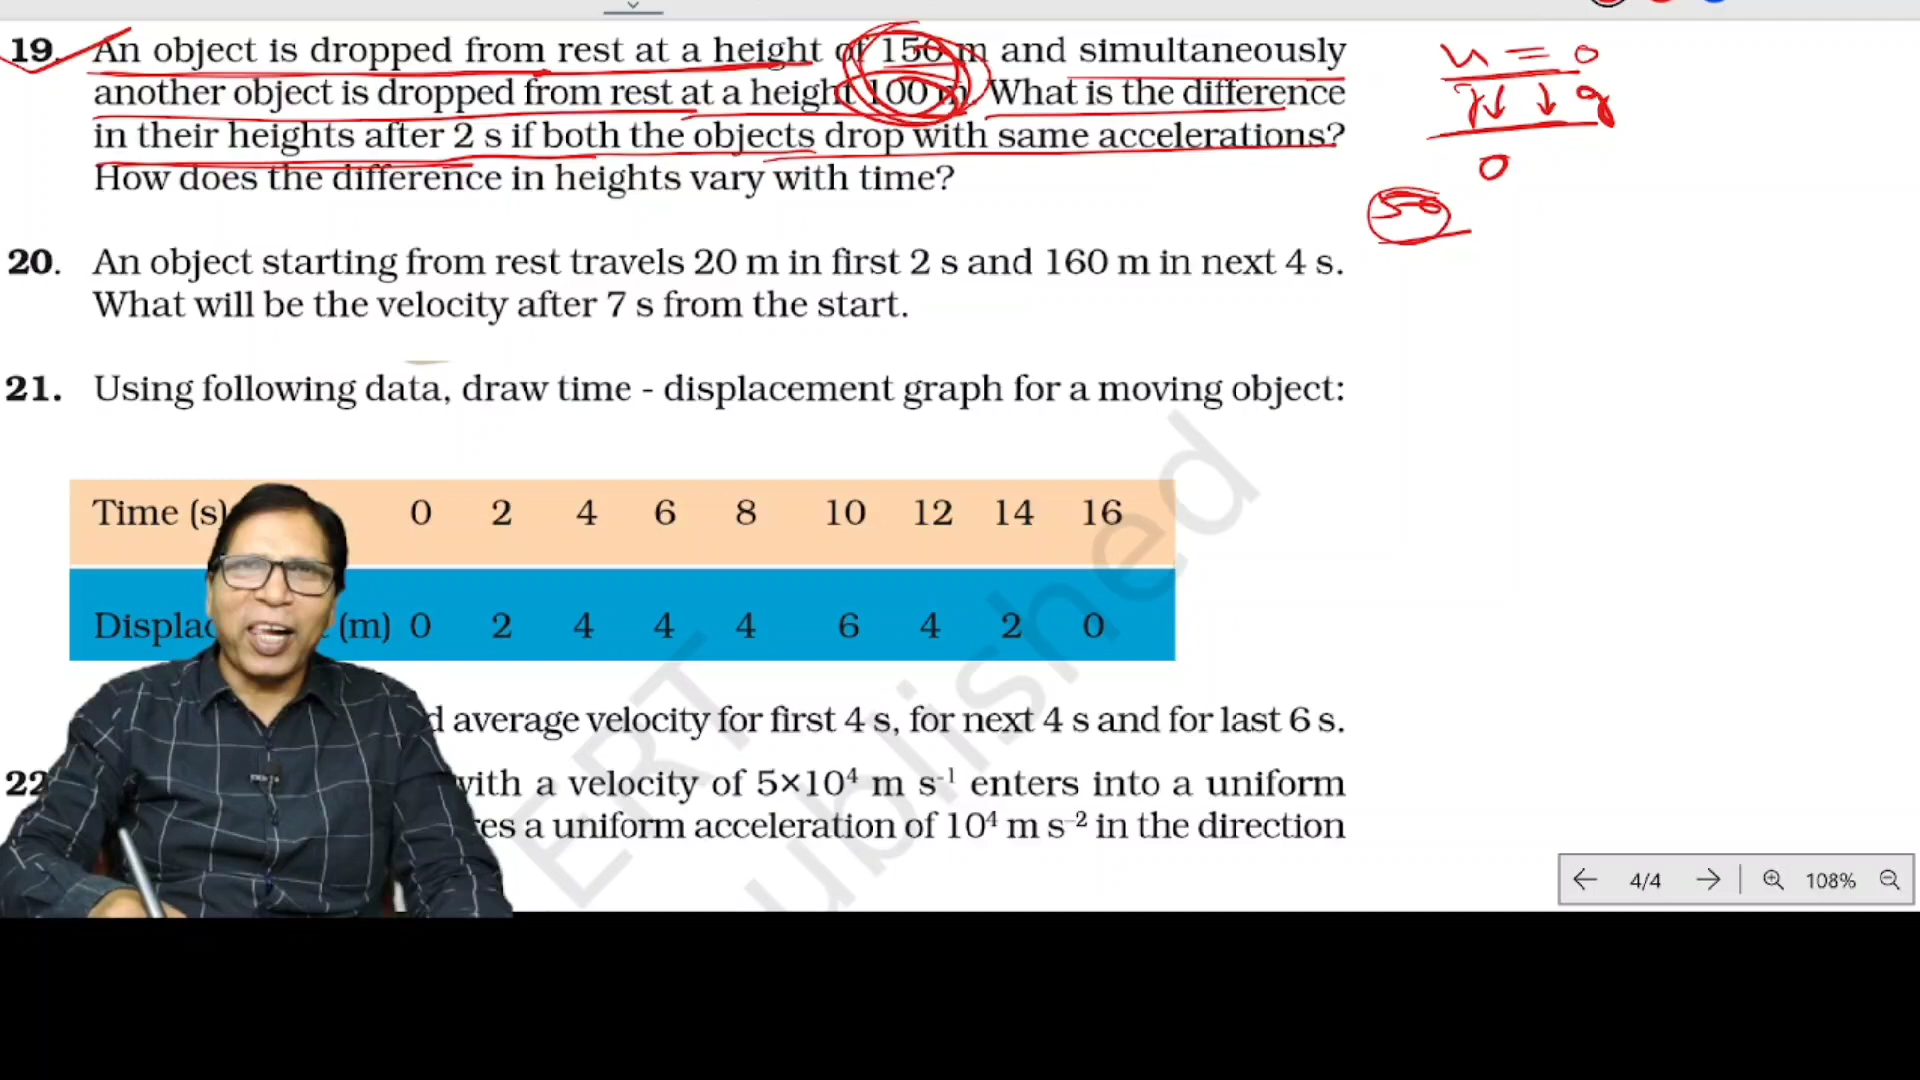 19. An object is dropped from rest at a height of 150 m and simultaneously
another object is dropped from rest at a height 100 m. What is the difference
in their heights after 2 s if both the objects drop with same accelerations?
How does the difference in heights vary with time?
u = 0
g
0
50
20. An object starting from rest travels 20 m in first 2 s and 160 m in next 4 s.
What will be the velocity after 7 s from the start.
21. Using following data, draw time - displacement graph for a moving object:
Time (s) 0 2 4 6 8 10 12 14 16
(m) 0 2 4 4 4 6 4 2 0
average velocity for first 4 s, for next 4 s and for last 6 s.
22 with a velocity of 5×10⁴ m s⁻¹ enters into a uniform
a uniform acceleration of 10⁴ m s⁻² in the direction
4/4 108%